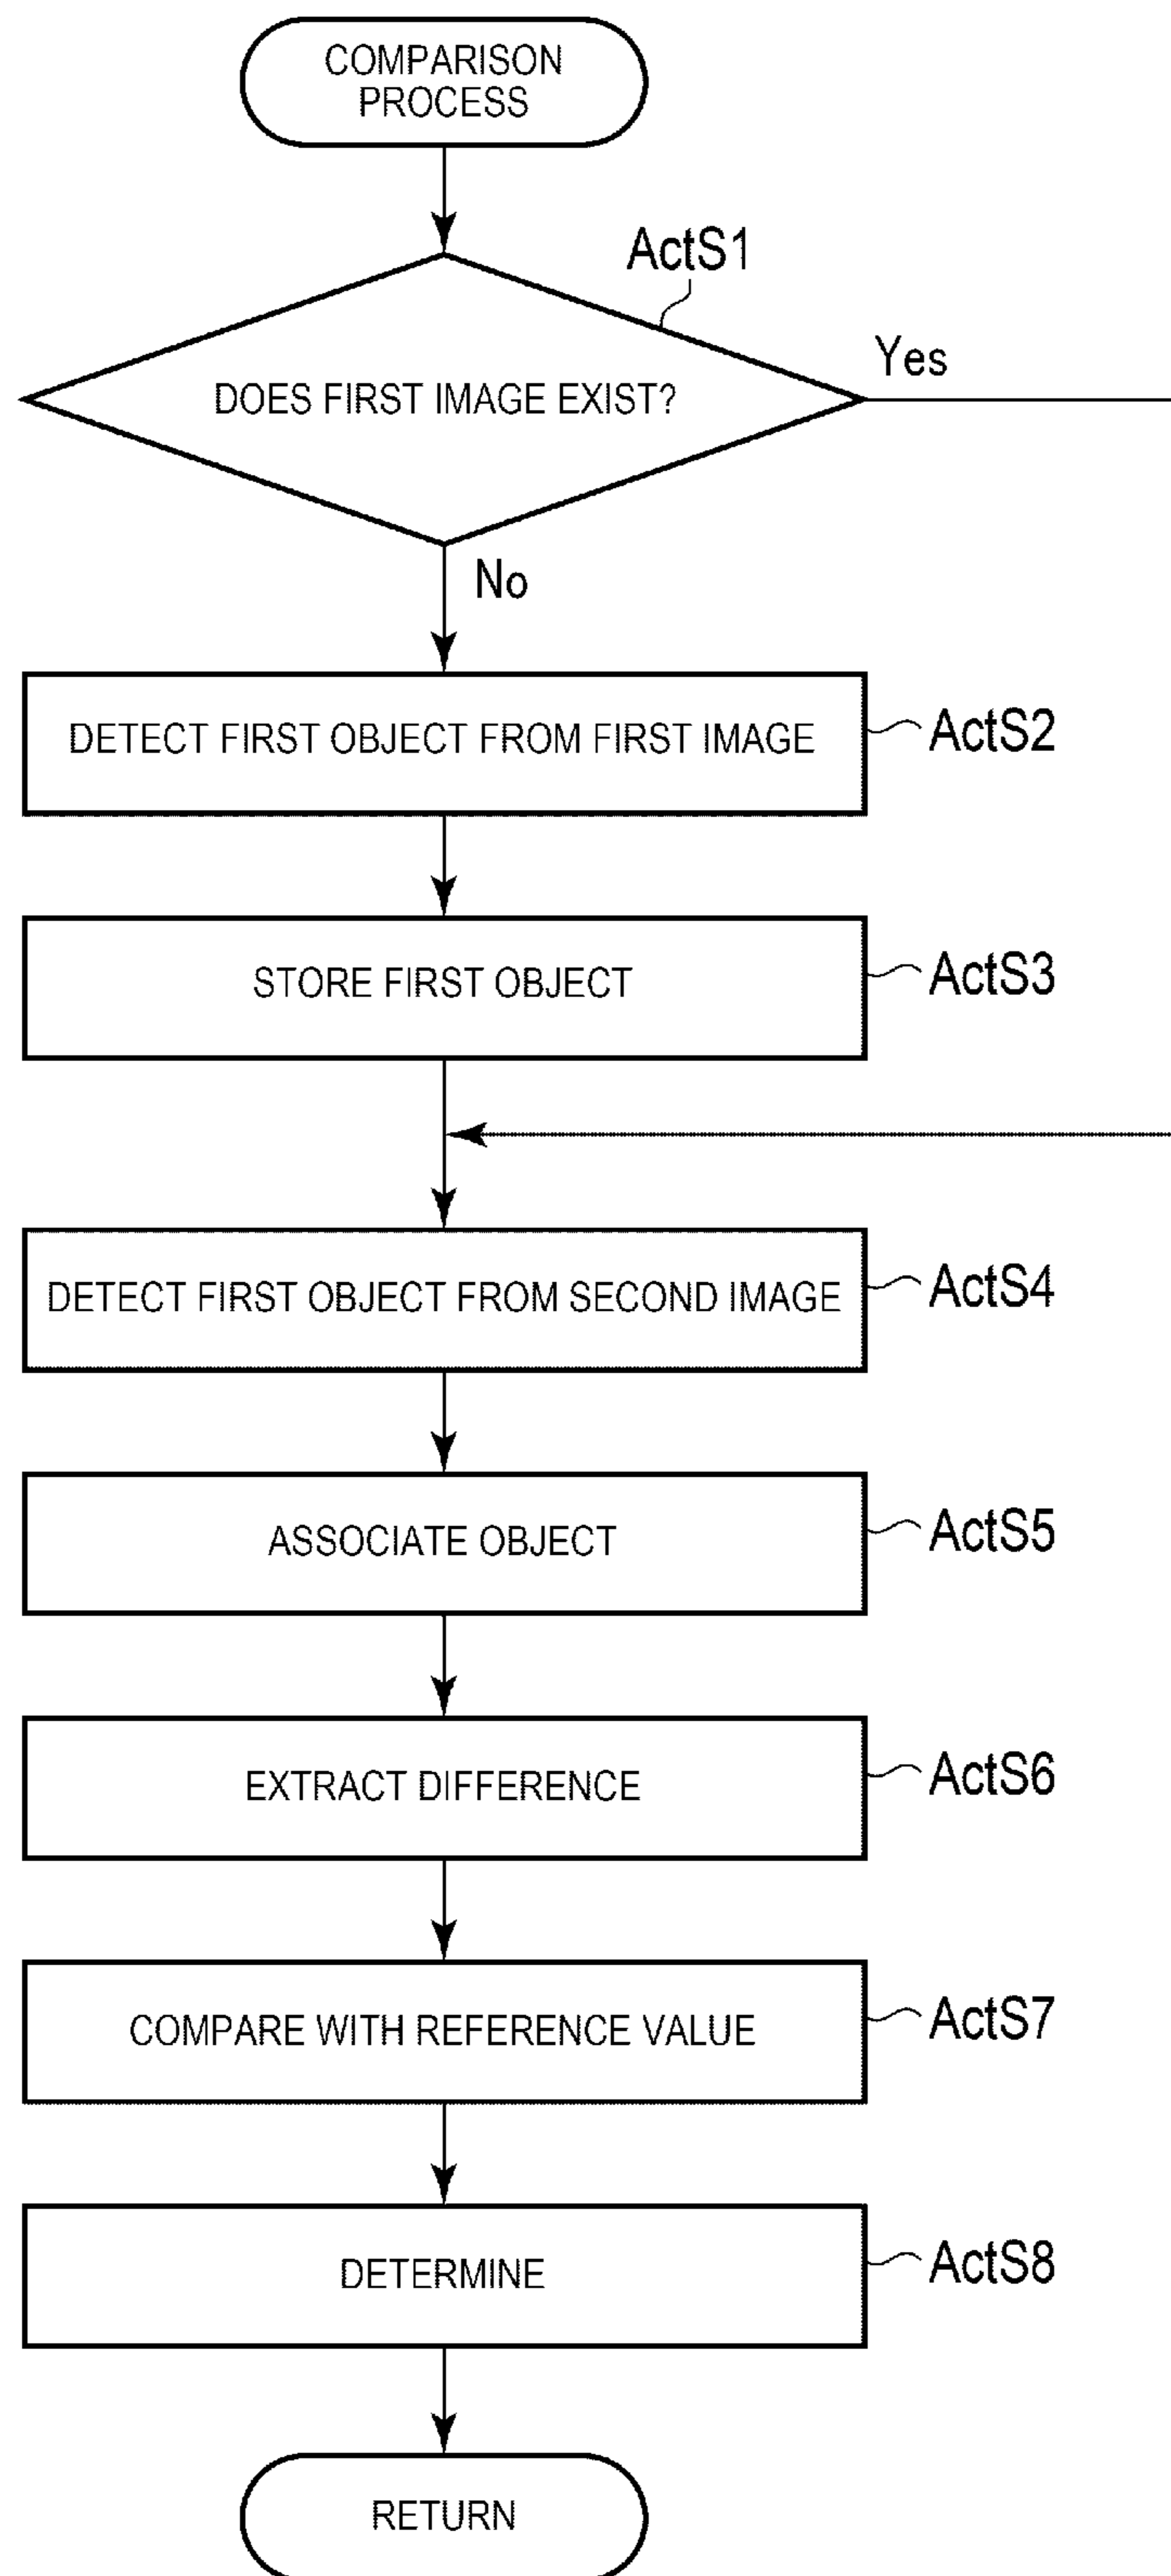 COMPARISON
PROCESS
ActS1
DOES FIRST IMAGE EXIST?
Yes
No
DETECT FIRST OBJECT FROM FIRST IMAGE
ActS2
STORE FIRST OBJECT
ActS3
DETECT FIRST OBJECT FROM SECOND IMAGE
ActS4
ASSOCIATE OBJECT
ActS5
EXTRACT DIFFERENCE
ActS6
COMPARE WITH REFERENCE VALUE
ActS7
DETERMINE
ActS8
RETURN